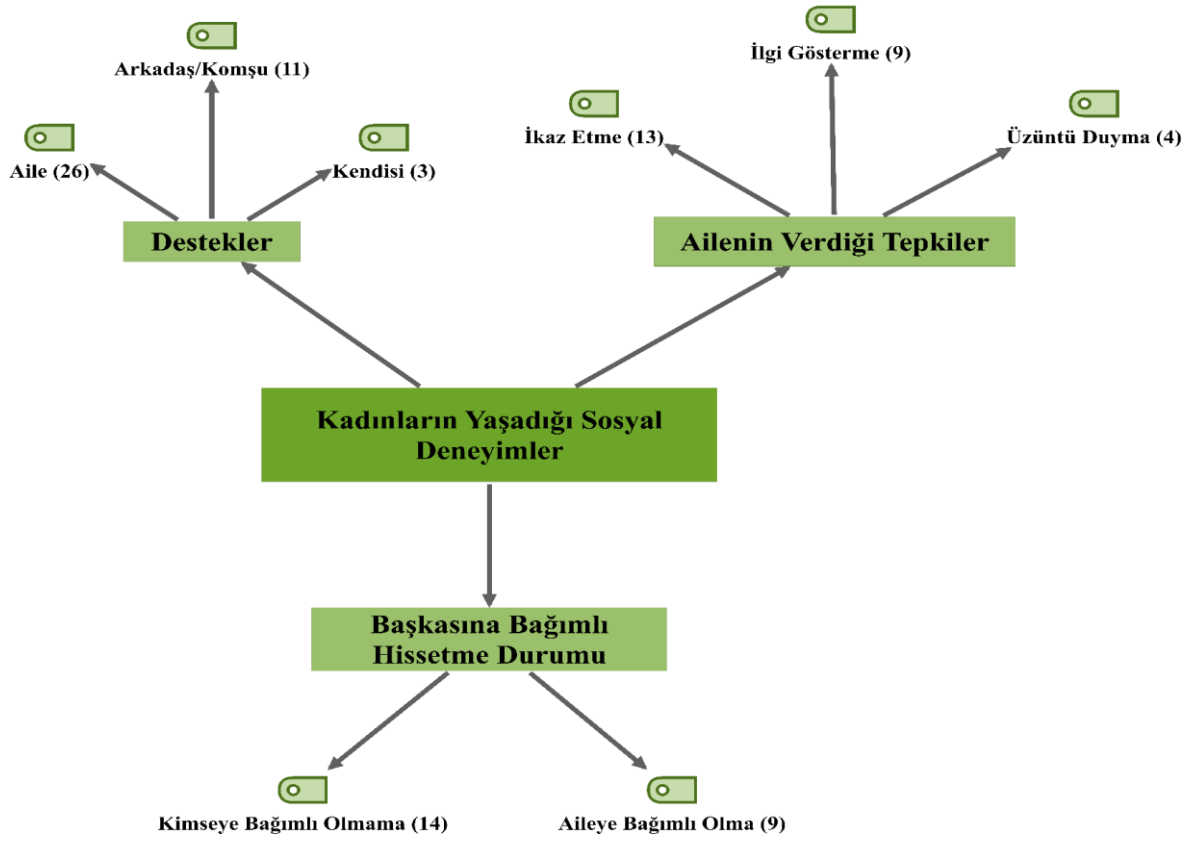 Arkadaş/Komşu (11)
Aile (26)
Kendisi (3)
Destekler
İlgi Gösterme (9)
İkaz Etme (13)
Üzüntü Duyma (4)
Ailenin Verdiği Tepkiler
Kadınların Yaşadığı Sosyal
Deneyimler
Başkasına Bağımlı
Hissetme Durumu
Kimseye Bağımlı Olmama (14)
Aileye Bağımlı Olma (9)